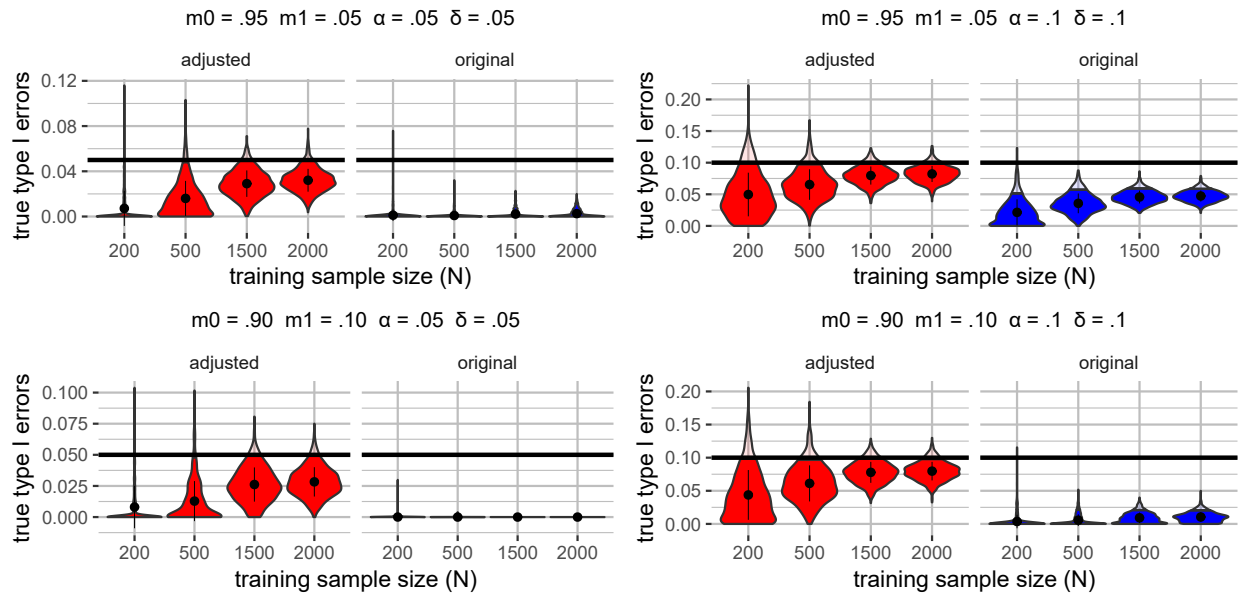 m0 = .95 m1 = .05 α = .05 δ = .05
adjusted original
true type I errors
0.12
0.08
0.04
0.00
200 500 1500 2000 200 500 1500 2000
training sample size (N)
m0 = .95 m1 = .05 α = .1 δ = .1
adjusted original
true type I errors
0.20
0.15
0.10
0.05
0.00
200 500 1500 2000 200 500 1500 2000
training sample size (N)
m0 = .90 m1 = .10 α = .05 δ = .05
adjusted original
true type I errors
0.100
0.075
0.050
0.025
0.000
200 500 1500 2000 200 500 1500 2000
training sample size (N)
m0 = .90 m1 = .10 α = .1 δ = .1
adjusted original
true type I errors
0.20
0.15
0.10
0.05
0.00
200 500 1500 2000 200 500 1500 2000
training sample size (N)